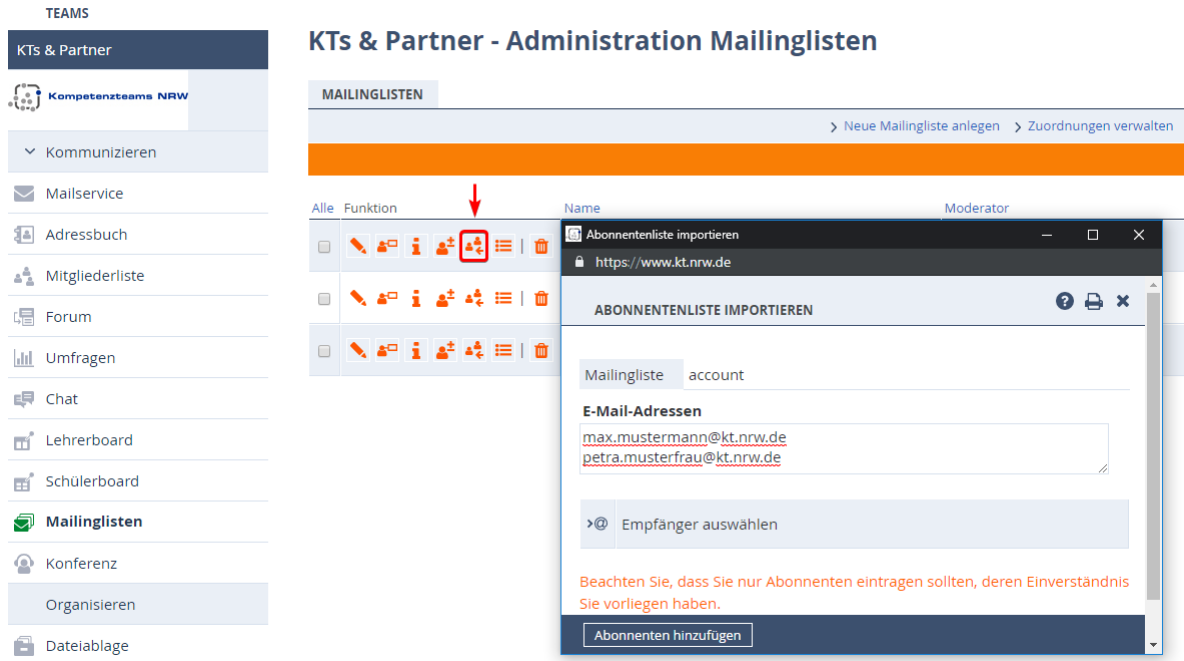 TEAMS
KTs & Partner
Kompetenzteams NRW
Kommunizieren
Mailservice
Adressbuch
Mitgliederliste
Forum
Umfragen
Chat
Lehrerboard
Schülerboard
Mailinglisten
Konferenz
Organisieren
Dateiablage
KTs & Partner - Administration Mailinglisten
MAILINGLISTEN
> Neue Mailingliste anlegen > Zuordnungen verwalten
Alle Funktion Name Moderator
Abonnentenliste importieren
https://www.kt.nrw.de
ABONNENTENLISTE IMPORTIEREN
Mailingliste account
E-Mail-Adressen
max.mustermann@kt.nrw.de
petra.musterfrau@kt.nrw.de
>@ Empfänger auswählen
Beachten Sie, dass Sie nur Abonnenten eintragen sollten, deren Einverständnis
Sie vorliegen haben.
Abonnenten hinzufügen